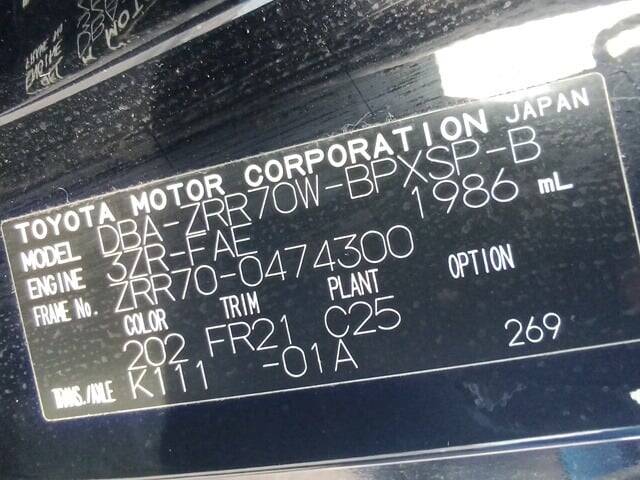 TOYOTA MOTOR CORPORATION JAPAN
MODEL DBA-ZRR70W-BPXSP-B
ENGINE 3ZR-FAE 1986 mL
FRAME No. ZRR70-0474300
COLOR TRIM PLANT OPTION
202 FR21 C25
TRANS./AXLE K111 -01A 269